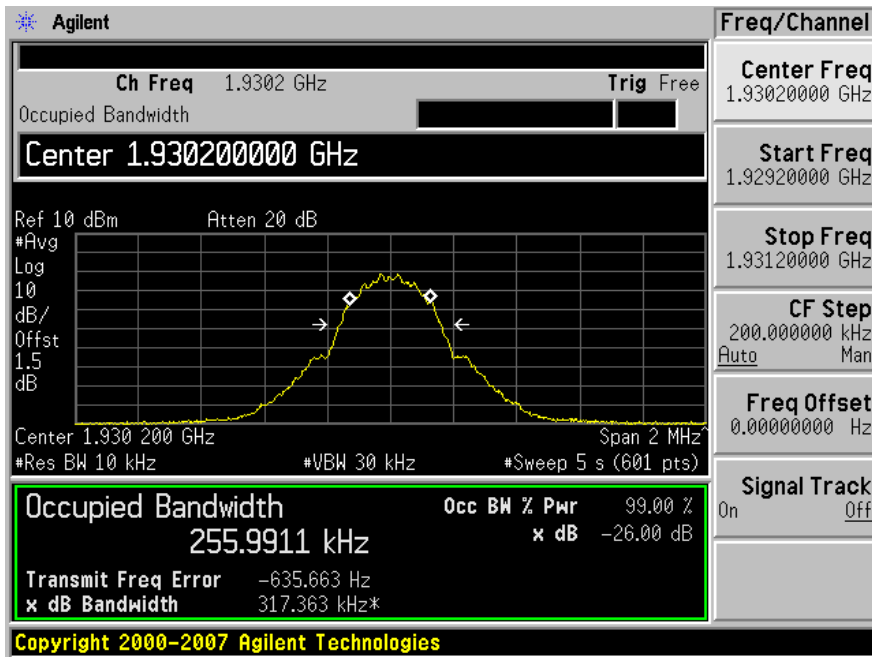 Agilent
Freq/Channel
Ch Freq 1.9302 GHz Trig Free
Occupied Bandwidth
Center 1.930200000 GHz
Ref 10 dBm Atten 20 dB
#Avg
Log
10
dB/
Offst
1.5
dB
Center 1.930 200 GHz Span 2 MHz^
#Res BW 10 kHz #VBW 30 kHz #Sweep 5 s (601 pts)
Occupied Bandwidth
255.9911 kHz
Occ BW % Pwr 99.00 %
x dB -26.00 dB
Transmit Freq Error -635.663 Hz
x dB Bandwidth 317.363 kHz*
Center Freq
1.93020000 GHz
Start Freq
1.92920000 GHz
Stop Freq
1.93120000 GHz
CF Step
200.000000 kHz
Auto Man
Freq Offset
0.00000000 Hz
Signal Track
On Off
Copyright 2000-2007 Agilent Technologies